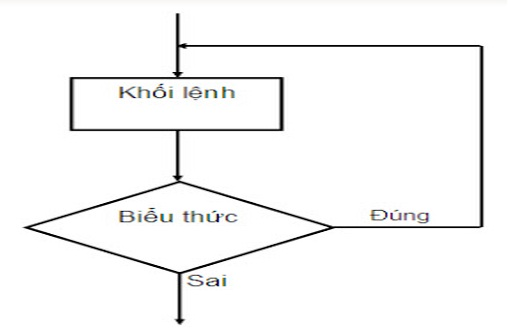 Khối lệnh
Biểu thức
Đúng
Sai